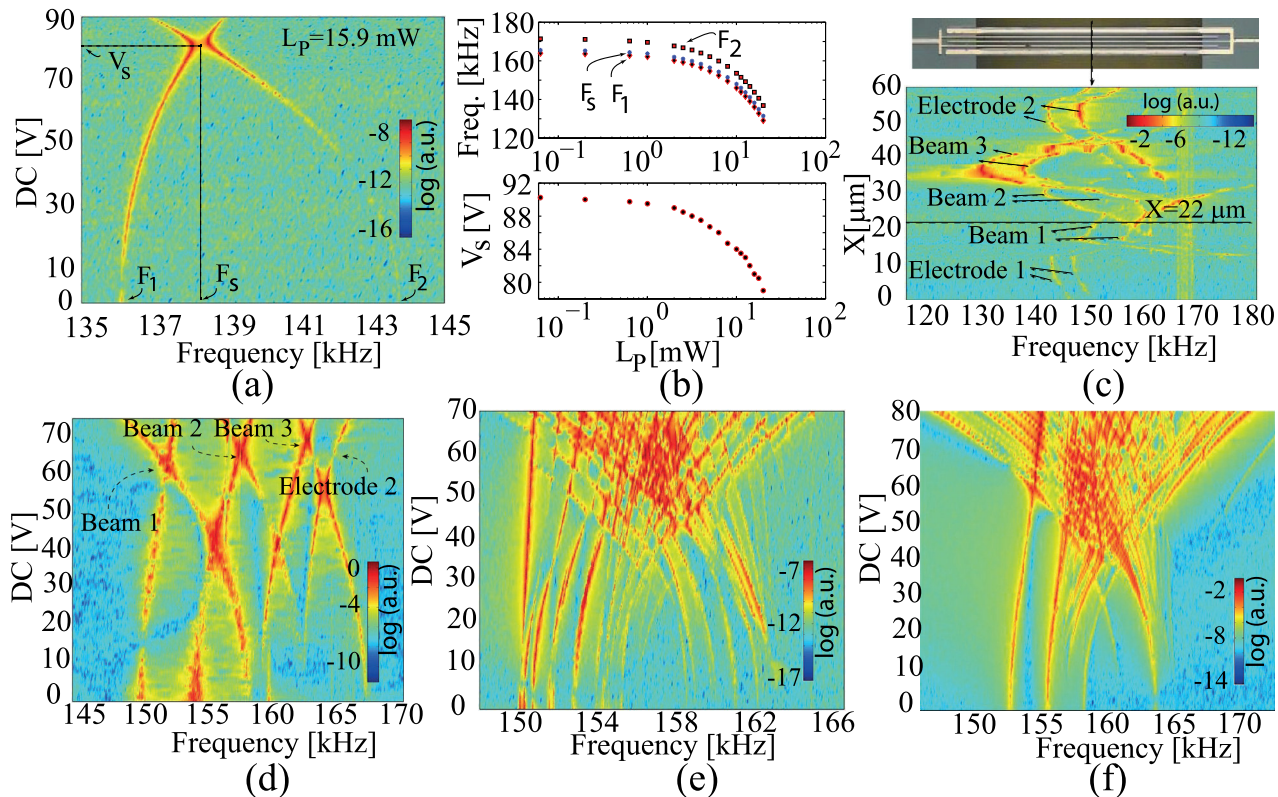 90
70
50
30
10
0
DC [V]
L_P=15.9 mW
V_S
-8
-12
-16
log (a.u.)
F_1
F_S
F_2
135
137
139
141
143
145
Frequency [kHz]
(a)
180
160
140
120
Freq. [kHz]
F_2
F_S
F_1
10^-1
10^0
10^1
10^2
92
88
84
80
V_S [V]
10^-1
10^0
10^1
10^2
L_P[mW]
(b)
60
50
40
30
20
10
0
X[μm]
log (a.u.)
-2
-6
-12
Electrode 2
Beam 3
Beam 2
X=22 μm
Beam 1
Electrode 1
120
130
140
150
160
170
180
Frequency [kHz]
(c)
70
60
50
40
30
20
10
0
DC [V]
Beam 2
Beam 3
Beam 1
Electrode 2
0
-4
-10
log (a.u.)
145
150
155
160
165
170
Frequency [kHz]
(d)
70
60
50
40
30
20
10
0
DC [V]
-7
-12
-17
log (a.u.)
150
154
158
162
166
Frequency [kHz]
(e)
80
70
60
50
40
30
20
10
0
DC [V]
-2
-8
-14
log (a.u.)
150
155
160
165
170
Frequency [kHz]
(f)